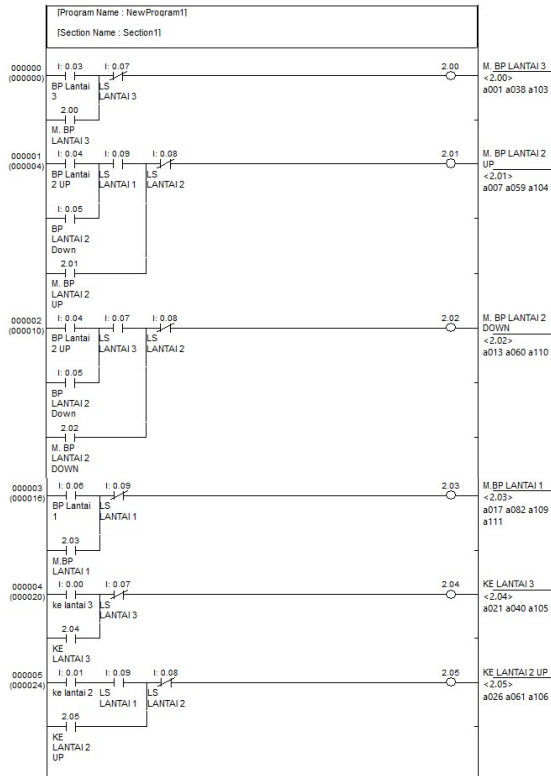 [Program Name : NewProgram1]
[Section Name : Section1]
000000
(000000)
I: 0.03
I: 0.07
2.00
M. BP LANTAI 3
<2.00>
a001 a038 a103
BP Lantai
3
LS
LANTAI 3
2.00
M. BP
LANTAI 3
000001
(000004)
I: 0.04
I: 0.09
I: 0.08
2.01
M. BP LANTAI 2
UP
<2.01>
a007 a059 a104
BP Lantai
2 UP
LS
LANTAI 1
LS
LANTAI 2
I: 0.05
BP
LANTAI 2
Down
2.01
M. BP
LANTAI 2
UP
000002
(000010)
I: 0.04
I: 0.07
I: 0.08
2.02
M. BP LANTAI 2
DOWN
<2.02>
a013 a060 a110
BP Lantai
2 UP
LS
LANTAI 3
LS
LANTAI 2
I: 0.05
BP
LANTAI 2
Down
2.02
M. BP
LANTAI 2
DOWN
000003
(000016)
I: 0.06
I: 0.09
2.03
M.BP LANTAI 1
<2.03>
a017 a082 a109
a111
BP Lantai
1
LS
LANTAI 1
2.03
M.BP
LANTAI 1
000004
(000020)
I: 0.00
I: 0.07
2.04
KE LANTAI 3
<2.04>
a021 a040 a105
ke lantai 3
LS
LANTAI 3
2.04
KE
LANTAI 3
000005
(000024)
I: 0.01
I: 0.09
I: 0.08
2.05
KE LANTAI 2 UP
<2.05>
a026 a061 a106
ke lantai 2
LS
LANTAI 1
LS
LANTAI 2
2.05
KE
LANTAI 2
UP